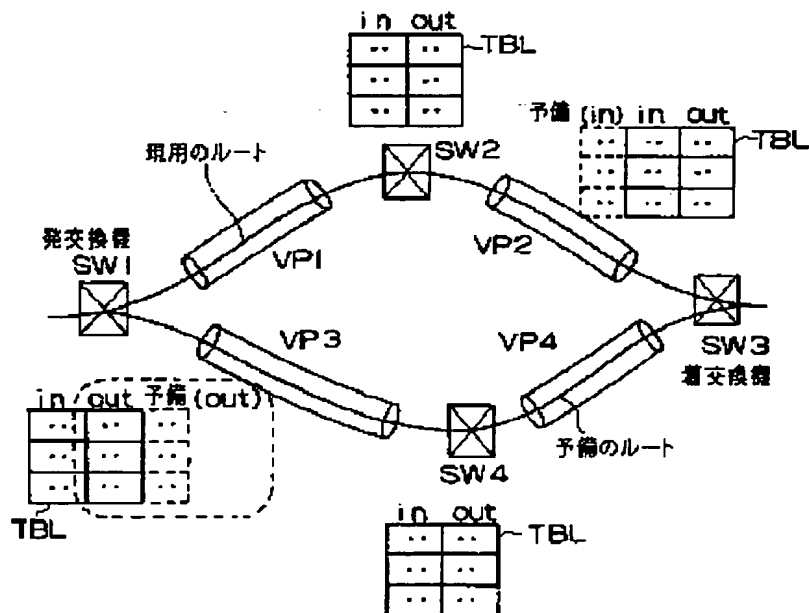 in out
TBL
予備 (in) in out
TBL
SW2
現用のルート
発交換機
SW1
VP1
VP2
VP3
VP4
SW3
着交換機
in out 予備 (out)
予備のルート
SW4
TBL
in out
TBL